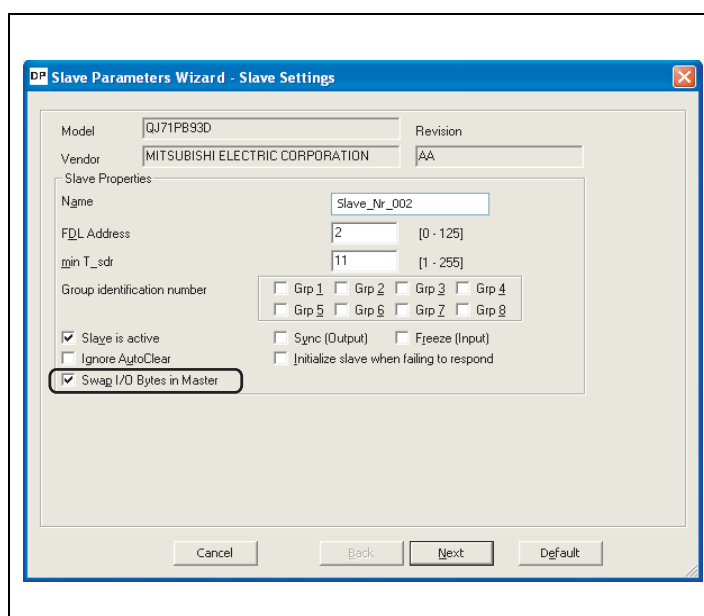 DP Slave Parameters Wizard - Slave Settings
Model QJ71PB93D Revision
Vendor MITSUBISHI ELECTRIC CORPORATION AA
Slave Properties
Name Slave_Nr_002
FDL Address 2 [0 - 125]
min T_sdr 11 [1 - 255]
Group identification number Grp 1 Grp 2 Grp 3 Grp 4
Grp 5 Grp 6 Grp 7 Grp 8
Slave is active Sync (Output) Freeze (Input)
Ignore AutoClear Initialize slave when failing to respond
Swap I/O Bytes in Master
Cancel Back Next Default